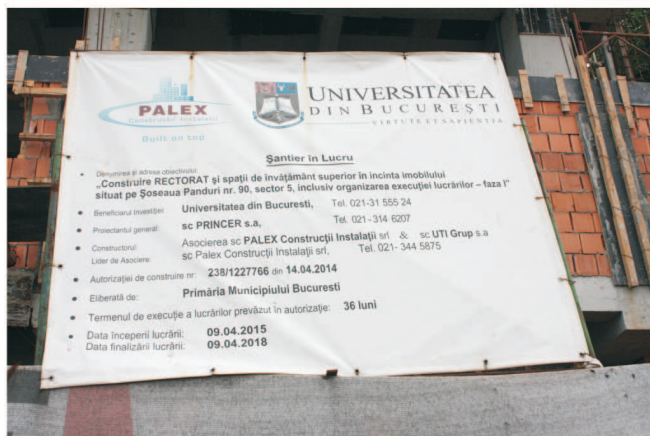 PALEX
Construcții Instalații
Built on top
UNIVERSITATEA
DIN BUCUREȘTI
VIRTUTE ET SAPIENTIA
Șantier în Lucru
• Denumirea și adresa obiectivului:
„Construire RECTORAT și spații de învățământ superior în incinta imobilului
situat pe Șoseaua Panduri nr. 90, sector 5, inclusiv organizarea execuției lucrărilor – faza I”
• Beneficiarul Investiției: Universitatea din Bucuresti, Tel. 021-31 555 24
• Proiectantul general: sc PRINCER s.a, Tel. 021-314 6207
• Constructorul: Asocierea sc PALEX Construcții Instalații srl & sc UTI Grup s.a
Lider de Asociere: sc Palex Construcții Instalații srl, Tel. 021- 344 5875
• Autorizației de construire nr: 238/1227766 din 14.04.2014
• Eliberată de: Primăria Municipiului Bucuresti
• Termenul de execuție a lucrărilor prevăzut în autorizație: 36 luni
• Data începerii lucrării: 09.04.2015
Data finalizării lucrării: 09.04.2018